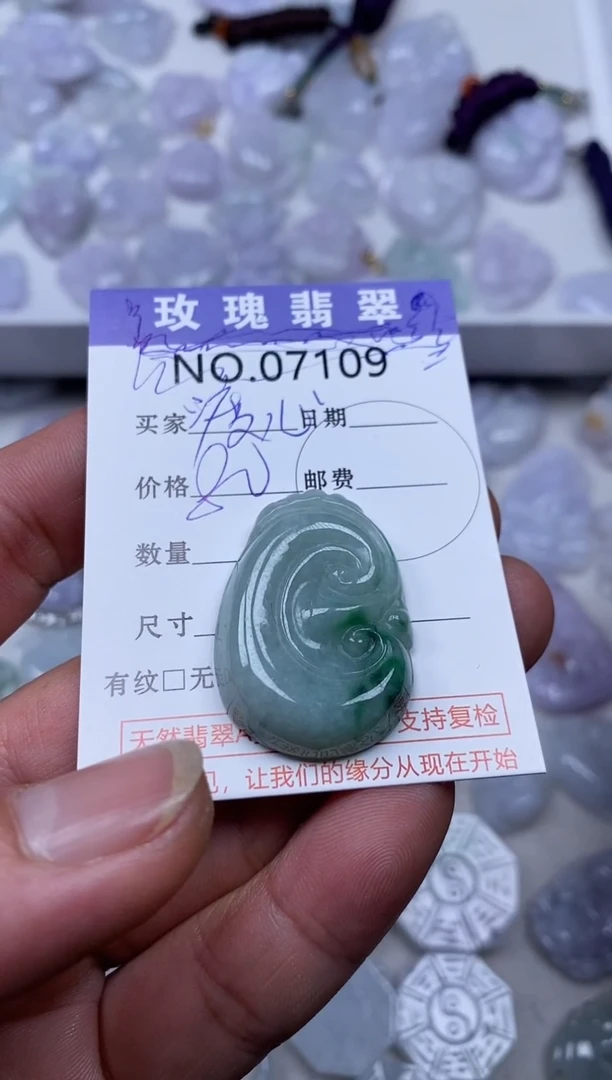 玫瑰翡翠
NO.07109
买家 日期
价格 邮费
数量
尺寸
有纹□无
天然翡翠A 支持复检
，让我们的缘分从现在开始